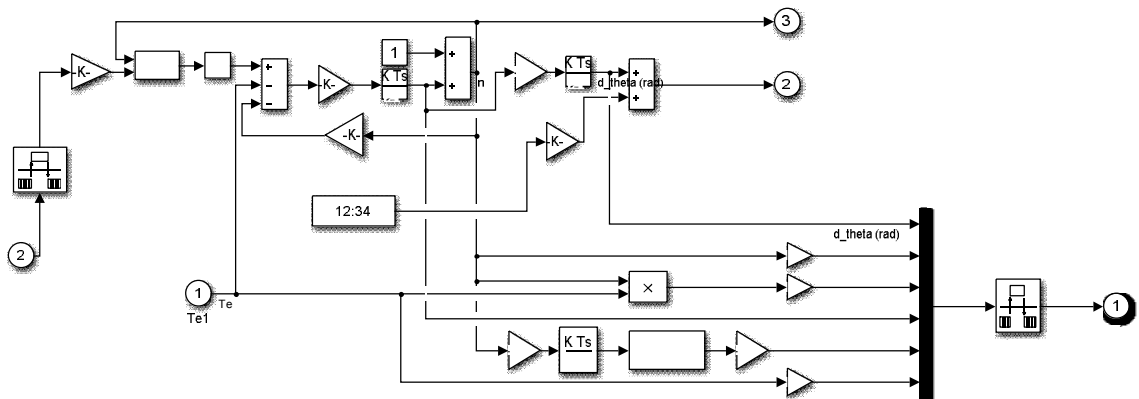 3
1
-K-
+
K Ts
+
+
n
K Ts
d_theta (rad)
+
+
2
+
-
-
-K-
-K-
-K-
12:34
2
d_theta (rad)
1
Te1
Te
×
1
K Ts